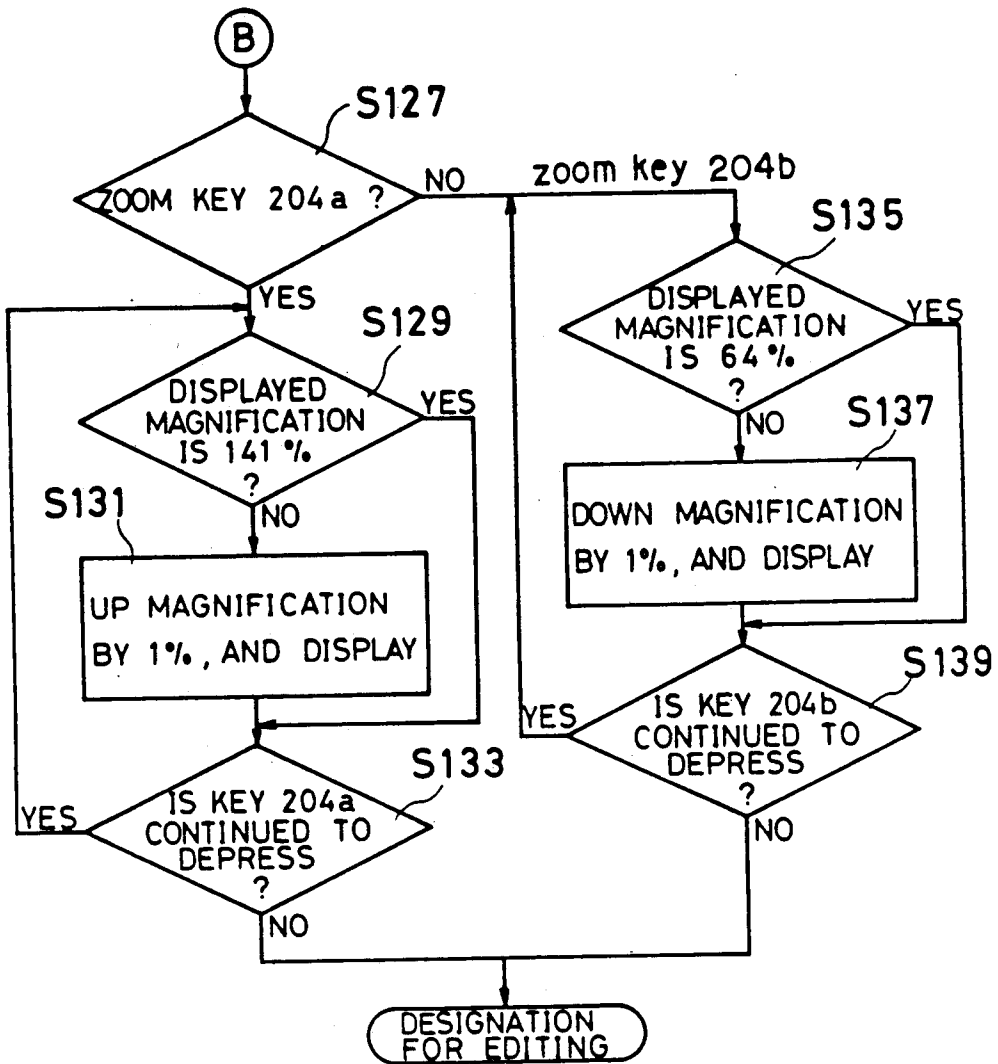 B
S127
ZOOM KEY 204a ?
NO
zoom key 204b
YES
S129
DISPLAYED
MAGNIFICATION
IS 141%
?
YES
NO
S131
UP MAGNIFICATION
BY 1%, AND DISPLAY
S133
IS KEY 204a
CONTINUED TO
DEPRESS
?
YES
NO
S135
DISPLAYED
MAGNIFICATION
IS 64%
?
YES
NO
S137
DOWN MAGNIFICATION
BY 1%, AND DISPLAY
S139
IS KEY 204b
CONTINUED TO
DEPRESS
?
YES
NO
DESIGNATION
FOR EDITING